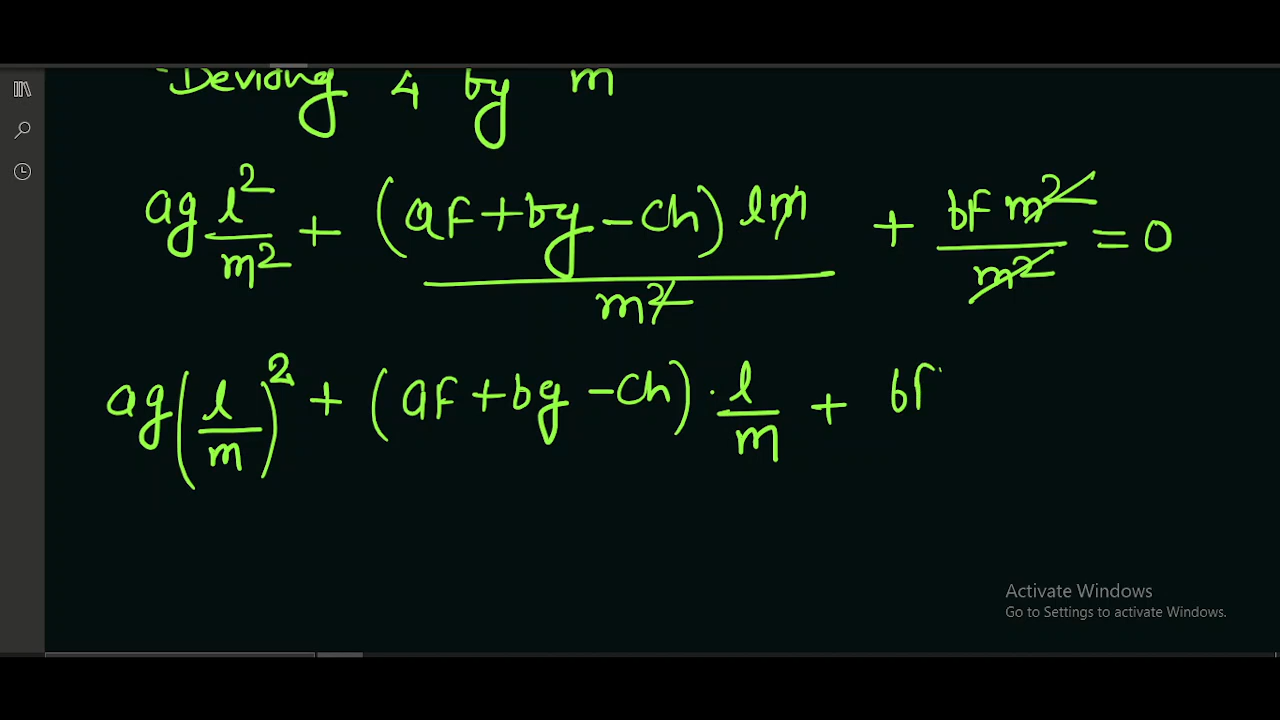 Deviding 4 by m
ag l²/m² + (aF + by - Ch) lm/m² + bF m²/m² = 0
ag (l/m)² + (aF + bg - Ch) · l/m + bF
Activate Windows
Go to Settings to activate Windows.